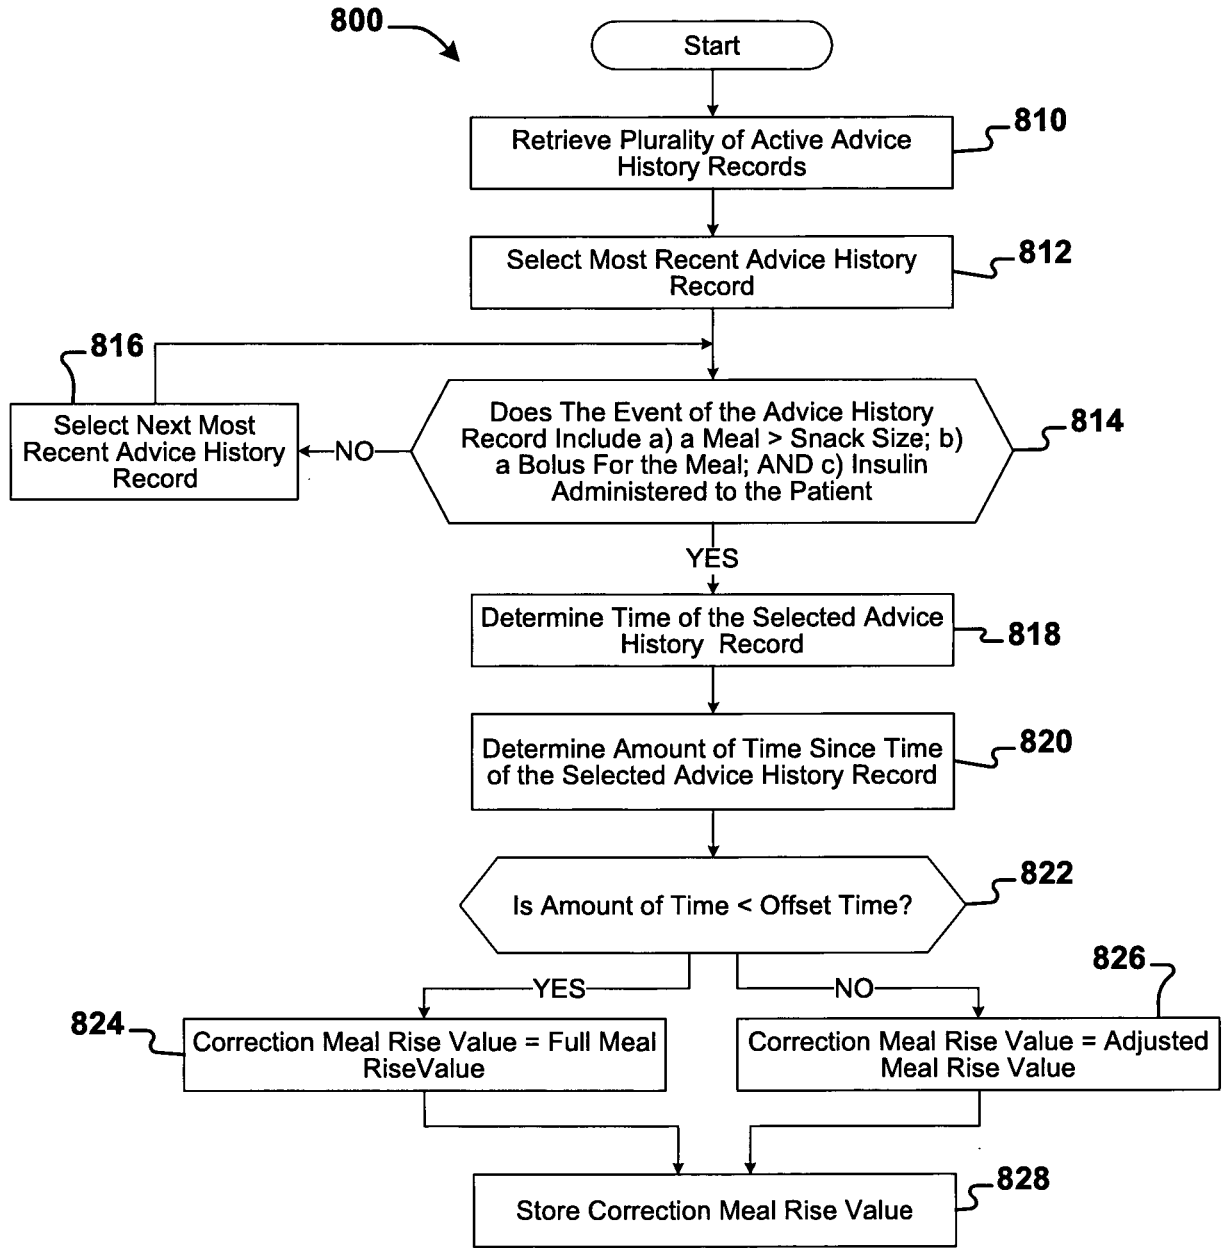 800
Start
Retrieve Plurality of Active Advice
History Records
810
Select Most Recent Advice History
Record
812
816
Select Next Most
Recent Advice History
Record
NO
Does The Event of the Advice History
Record Include a) a Meal > Snack Size; b)
a Bolus For the Meal; AND c) Insulin
Administered to the Patient
814
YES
Determine Time of the Selected Advice
History Record
818
Determine Amount of Time Since Time
of the Selected Advice History Record
820
Is Amount of Time < Offset Time?
822
YES
NO
826
824
Correction Meal Rise Value = Full Meal
RiseValue
Correction Meal Rise Value = Adjusted
Meal Rise Value
Store Correction Meal Rise Value
828